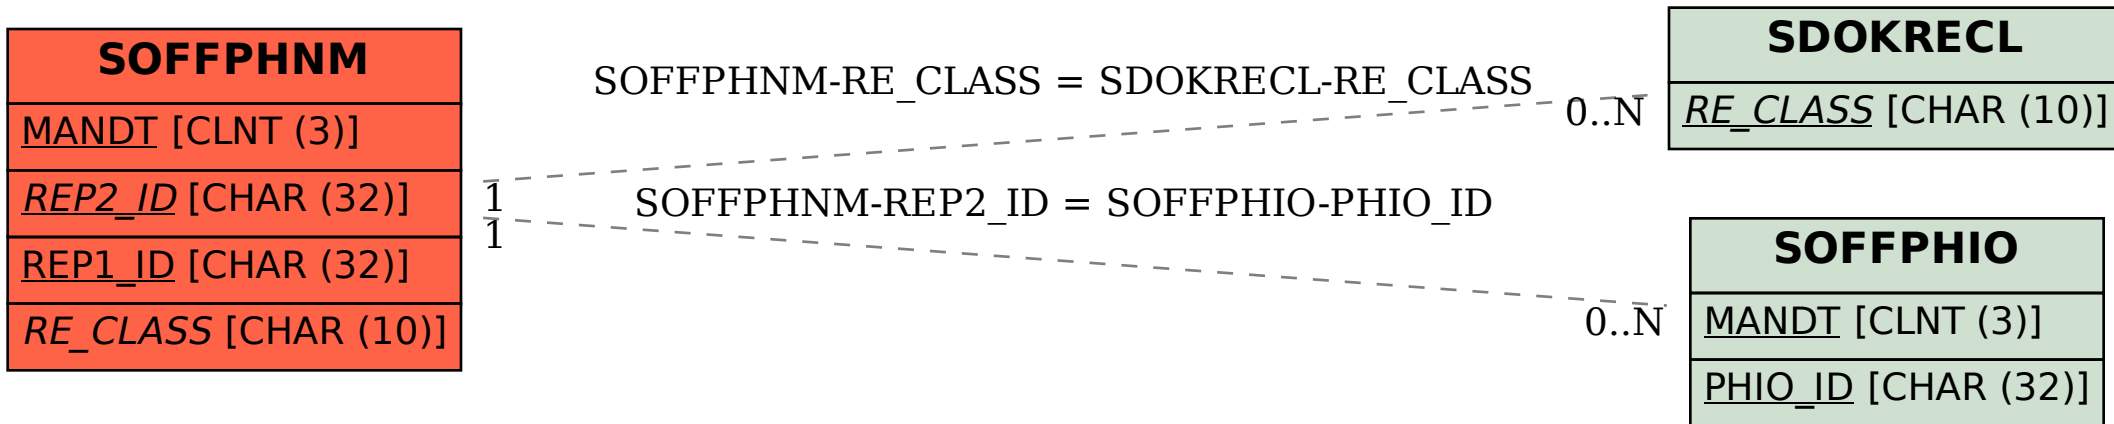 SOFFPHNM
MANDT [CLNT (3)]
REP2_ID [CHAR (32)]
REP1_ID [CHAR (32)]
RE_CLASS [CHAR (10)]
SOFFPHNM-RE_CLASS = SDOKRECL-RE_CLASS
0..N
1
SOFFPHNM-REP2_ID = SOFFPHIO-PHIO_ID
1
0..N
SDOKRECL
RE_CLASS [CHAR (10)]
SOFFPHIO
MANDT [CLNT (3)]
PHIO_ID [CHAR (32)]